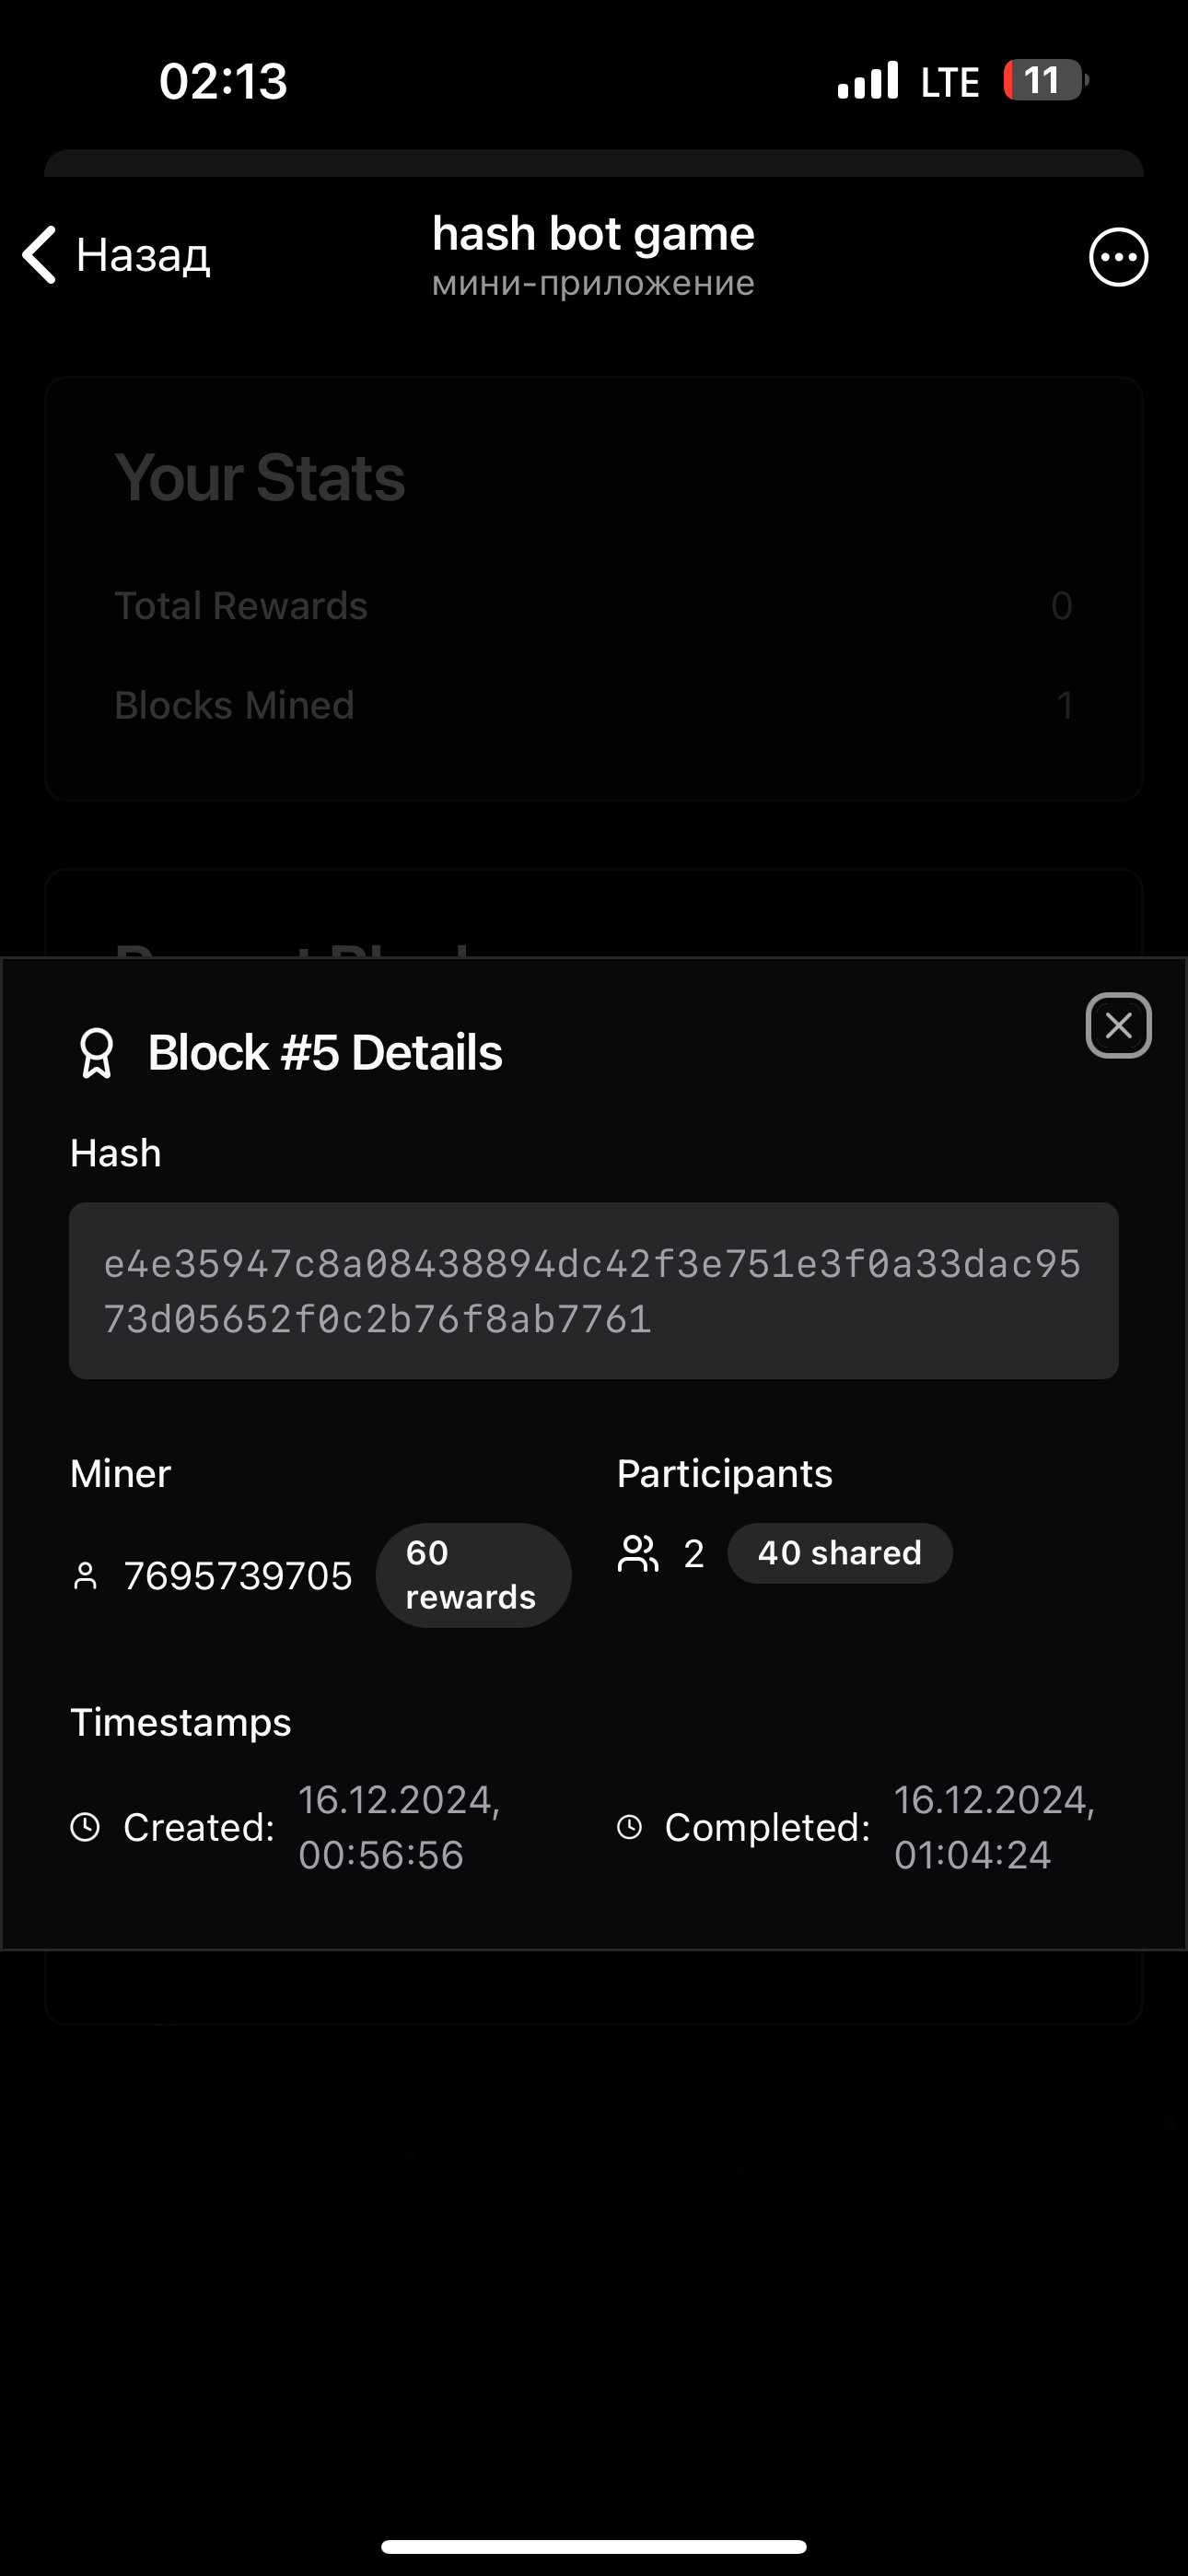 02:13
LTE
11
Назад
hash bot game
мини-приложение
Your Stats
Total Rewards
0
Blocks Mined
1
Block #5 Details
Hash
e4e35947c8a08438894dc42f3e751e3f0a33dac95
73d05652f0c2b76f8ab7761
Miner
Participants
7695739705
60
rewards
2
40 shared
Timestamps
Created:
16.12.2024,
00:56:56
Completed:
16.12.2024,
01:04:24